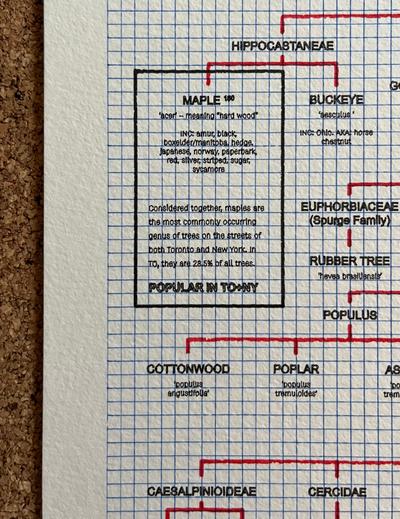 HIPPOCASTANEAE
MAPLE
'acer' – meaning "hard wood"
INC: amur, black,
boxelder/manitoba, hedge,
japanese, norway, paperbark,
red, silver, striped, sugar,
sycamore
Considered together, maples are
the most commonly occurring
genus of trees on the streets of
both Toronto and New York. In
TO, they are 28.5% of all trees.
POPULAR IN TO+NY
BUCKEYE
'aesculus '
INC: Ohio. AKA: horse
chestnut
EUPHORBIACEAE
(Spurge Family)
RUBBER TREE
'hevea brasiliensis'
POPULUS
COTTONWOOD
'populus
angustifolia'
POPLAR
'populus
tremuloides'
AS
CAESALPINIOIDEAE
CERCIDAE